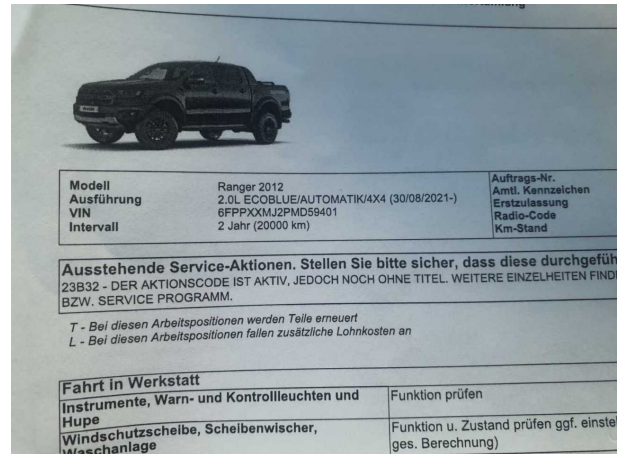 Modell Ranger 2012 Auftrags-Nr.
Ausführung 2.0L ECOBLUE/AUTOMATIK/4X4 (30/08/2021-) Amtl. Kennzeichen
VIN 6FPPXXMJ2PMD59401 Erstzulassung
Intervall 2 Jahr (20000 km) Radio-Code
Km-Stand
Ausstehende Service-Aktionen. Stellen Sie bitte sicher, dass diese durchgefüh
23B32 - DER AKTIONSCODE IST AKTIV, JEDOCH NOCH OHNE TITEL. WEITERE EINZELHEITEN FINDE
BZW. SERVICE PROGRAMM.
T - Bei diesen Arbeitspositionen werden Teile erneuert
L - Bei diesen Arbeitspositionen fallen zusätzliche Lohnkosten an
Fahrt in Werkstatt
Instrumente, Warn- und Kontrollleuchten und Funktion prüfen
Hupe
Windschutzscheibe, Scheibenwischer, Funktion u. Zustand prüfen ggf. einste
Waschanlage ges. Berechnung)